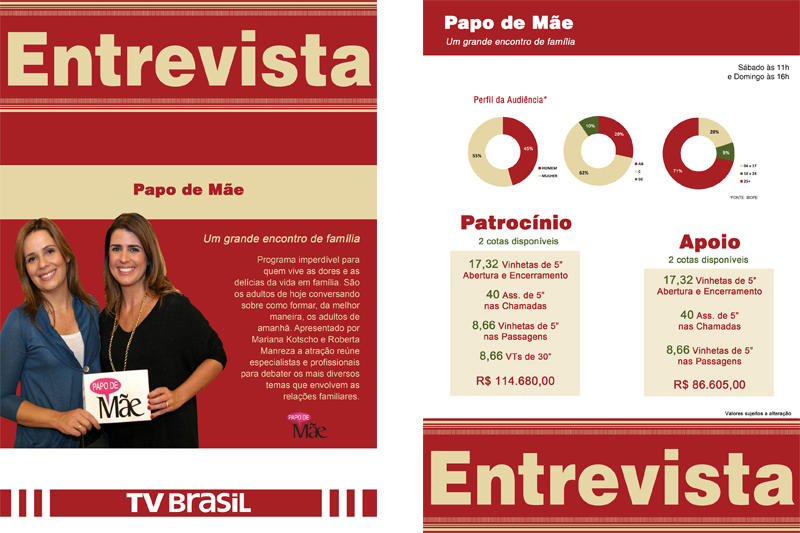 Entrevista
Papo de Mãe
Um grande encontro de família
Programa imperdível para
quem vive as dores e as
delícias da vida em família. São
os adultos de hoje conversando
sobre como formar, da melhor
maneira, os adultos de
amanhã. Apresentado por
Mariana Kotscho e Roberta
Manreza a atração reúne
especialistas e profissionais
para debater os mais diversos
temas que envolvem as
relações familiares.
PAPO DE
Mãe
PAPO DE
Mãe
TV BRASIL
Papo de Mãe
Um grande encontro de família
Sábado às 11h
e Domingo às 16h
Perfil da Audiência*
45%
55%
HOMEM
MULHER
10%
28%
62%
AB
C
DE
20%
9%
71%
04 a 17
18 a 24
25+
*FONTE: IBOPE
Patrocínio
2 cotas disponíveis
17,32 Vinhetas de 5"
Abertura e Encerramento
40 Ass. de 5"
nas Chamadas
8,66 Vinhetas de 5"
nas Passagens
8,66 VTs de 30"
R$ 114.680,00
Apoio
2 cotas disponíveis
17,32 Vinhetas de 5"
Abertura e Encerramento
40 Ass. de 5"
nas Chamadas
8,66 Vinhetas de 5"
nas Passagens
R$ 86.605,00
Valores sujeitos a alteração
Entrevista